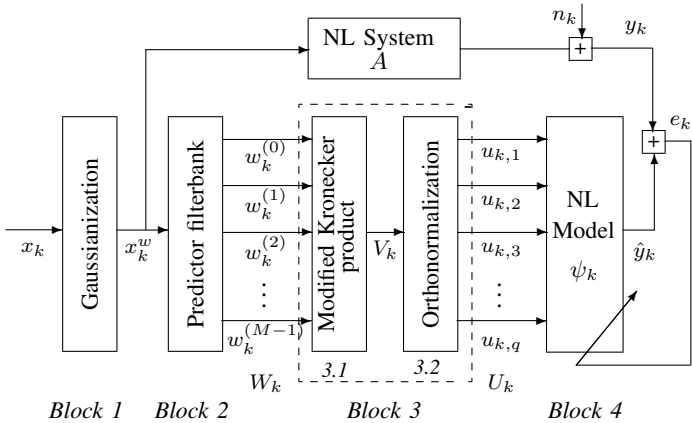 n_k
NL System
A
+
y_k
e_k
+
x_k
Gaussianization
x_k^w
Predictor filterbank
w_k^{(0)}
w_k^{(1)}
w_k^{(2)}
⋮
w_k^{(M−1)}
Modified Kronecker
product
V_k
Orthonormalization
u_{k,1}
u_{k,2}
u_{k,3}
⋮
u_{k,q}
NL
Model
ψ_k
ŷ_k
3.1
3.2
W_k
U_k
Block 1
Block 2
Block 3
Block 4